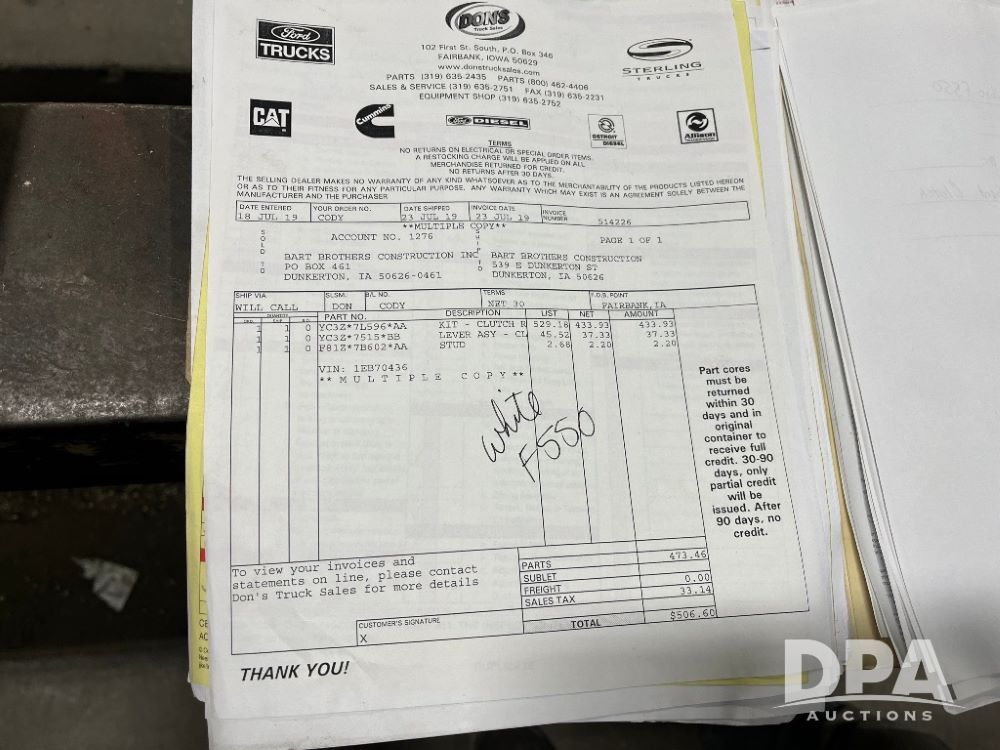 Ford
TRUCKS
DON'S
Truck Sales
STERLING
TRUCKS
102 First St. South, P.O. Box 346
FAIRBANK, IOWA 50629
www.donstrucksales.com
PARTS (319) 635-2435 PARTS (800) 462-4406
SALES & SERVICE (319) 635-2751 FAX (319) 635-2231
EQUIPMENT SHOP (319) 635-2752
CAT
Cummins
Ford DIESEL
DETROIT DIESEL
Allison
TERMS
NO RETURNS ON ELECTRICAL OR SPECIAL ORDER ITEMS.
A RESTOCKING CHARGE WILL BE APPLIED ON ALL
MERCHANDISE RETURNED FOR CREDIT.
NO RETURNS AFTER 30 DAYS.
THE SELLING DEALER MAKES NO WARRANTY OF ANY KIND WHATSOEVER AS TO THE MERCHANTABILITY OF THE PRODUCTS LISTED HEREON
OR AS TO THEIR FITNESS FOR ANY PARTICULAR PURPOSE. ANY WARRANTY WHICH MAY EXIST IS AN AGREEMENT SOLELY BETWEEN THE
MANUFACTURER AND THE PURCHASER
DATE ENTERED YOUR ORDER NO. DATE SHIPPED INVOICE DATE INVOICE NUMBER
18 JUL 19 CODY 23 JUL 19 23 JUL 19 514226
**MULTIPLE COPY**
ACCOUNT NO. 1276 PAGE 1 OF 1
SOLD TO
SHIP TO
BART BROTHERS CONSTRUCTION INC BART BROTHERS CONSTRUCTION
PO BOX 461 539 E DUNKERTON ST
DUNKERTON, IA 50626-0461 DUNKERTON, IA 50626
SHIP VIA SLSM. B/L NO. TERMS F.O.B. POINT
WILL CALL DON CODY NET 30 FAIRBANK, IA
QUANTITY PART NO. DESCRIPTION LIST NET AMOUNT
ORD. SHP. B.O.
1 1 0 YC3Z*7L596*AA KIT - CLUTCH R 529.18 433.93 433.93
1 1 0 YC3Z*7515*BB LEVER ASY - CL 45.52 37.33 37.33
1 1 0 F81Z*7B602*AA STUD 2.68 2.20 2.20
VIN: 1EB70436
** M U L T I P L E C O P Y **
White
F550
Part cores
must be
returned
within 30
days and in
original
container to
receive full
credit. 30-90
days, only
partial credit
will be
issued. After
90 days, no
credit.
To view your invoices and
statements on line, please contact
Don's Truck Sales for more details
PARTS 473.46
SUBLET 0.00
FREIGHT 33.14
SALES TAX
CUSTOMER'S SIGNATURE
X
TOTAL $506.60
THANK YOU!
DPA
AUCTIONS